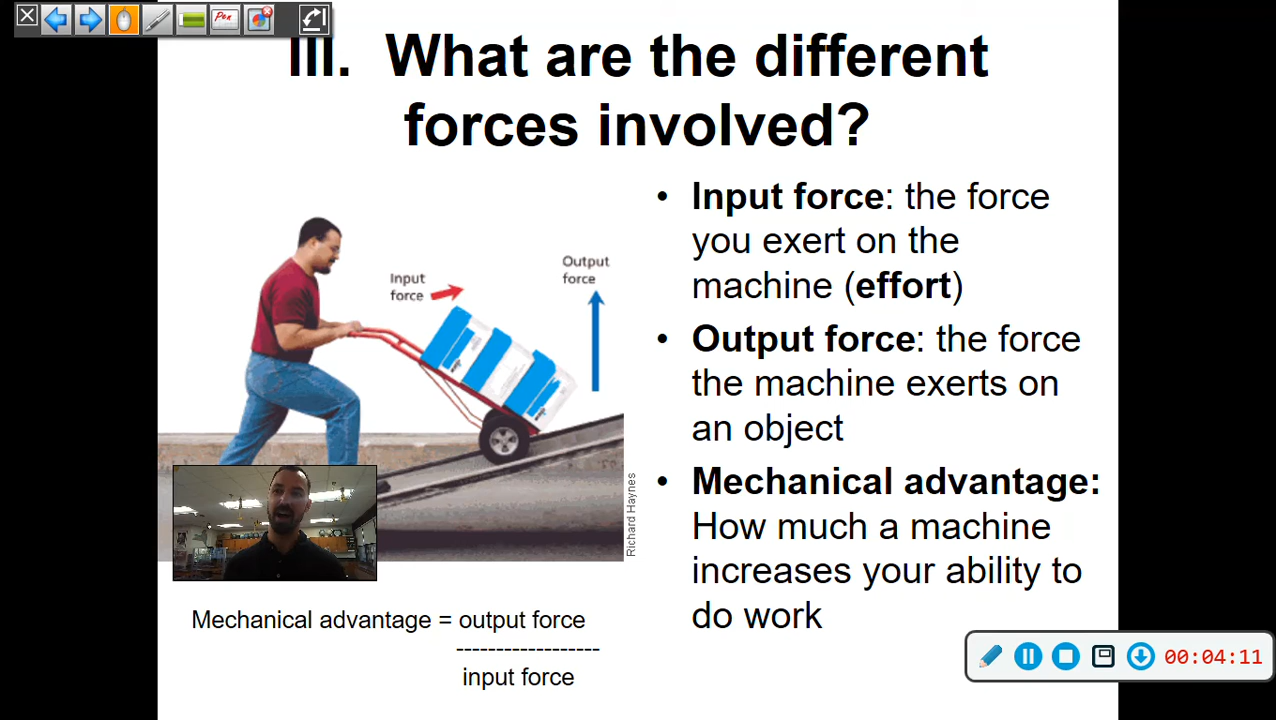 Pen
III. What are the different
forces involved?
Input
force
Output
force
Richard Haynes
Mechanical advantage = output force
------------------
input force
• Input force: the force
you exert on the
machine (effort)
• Output force: the force
the machine exerts on
an object
• Mechanical advantage:
How much a machine
increases your ability to
do work
00:04:11